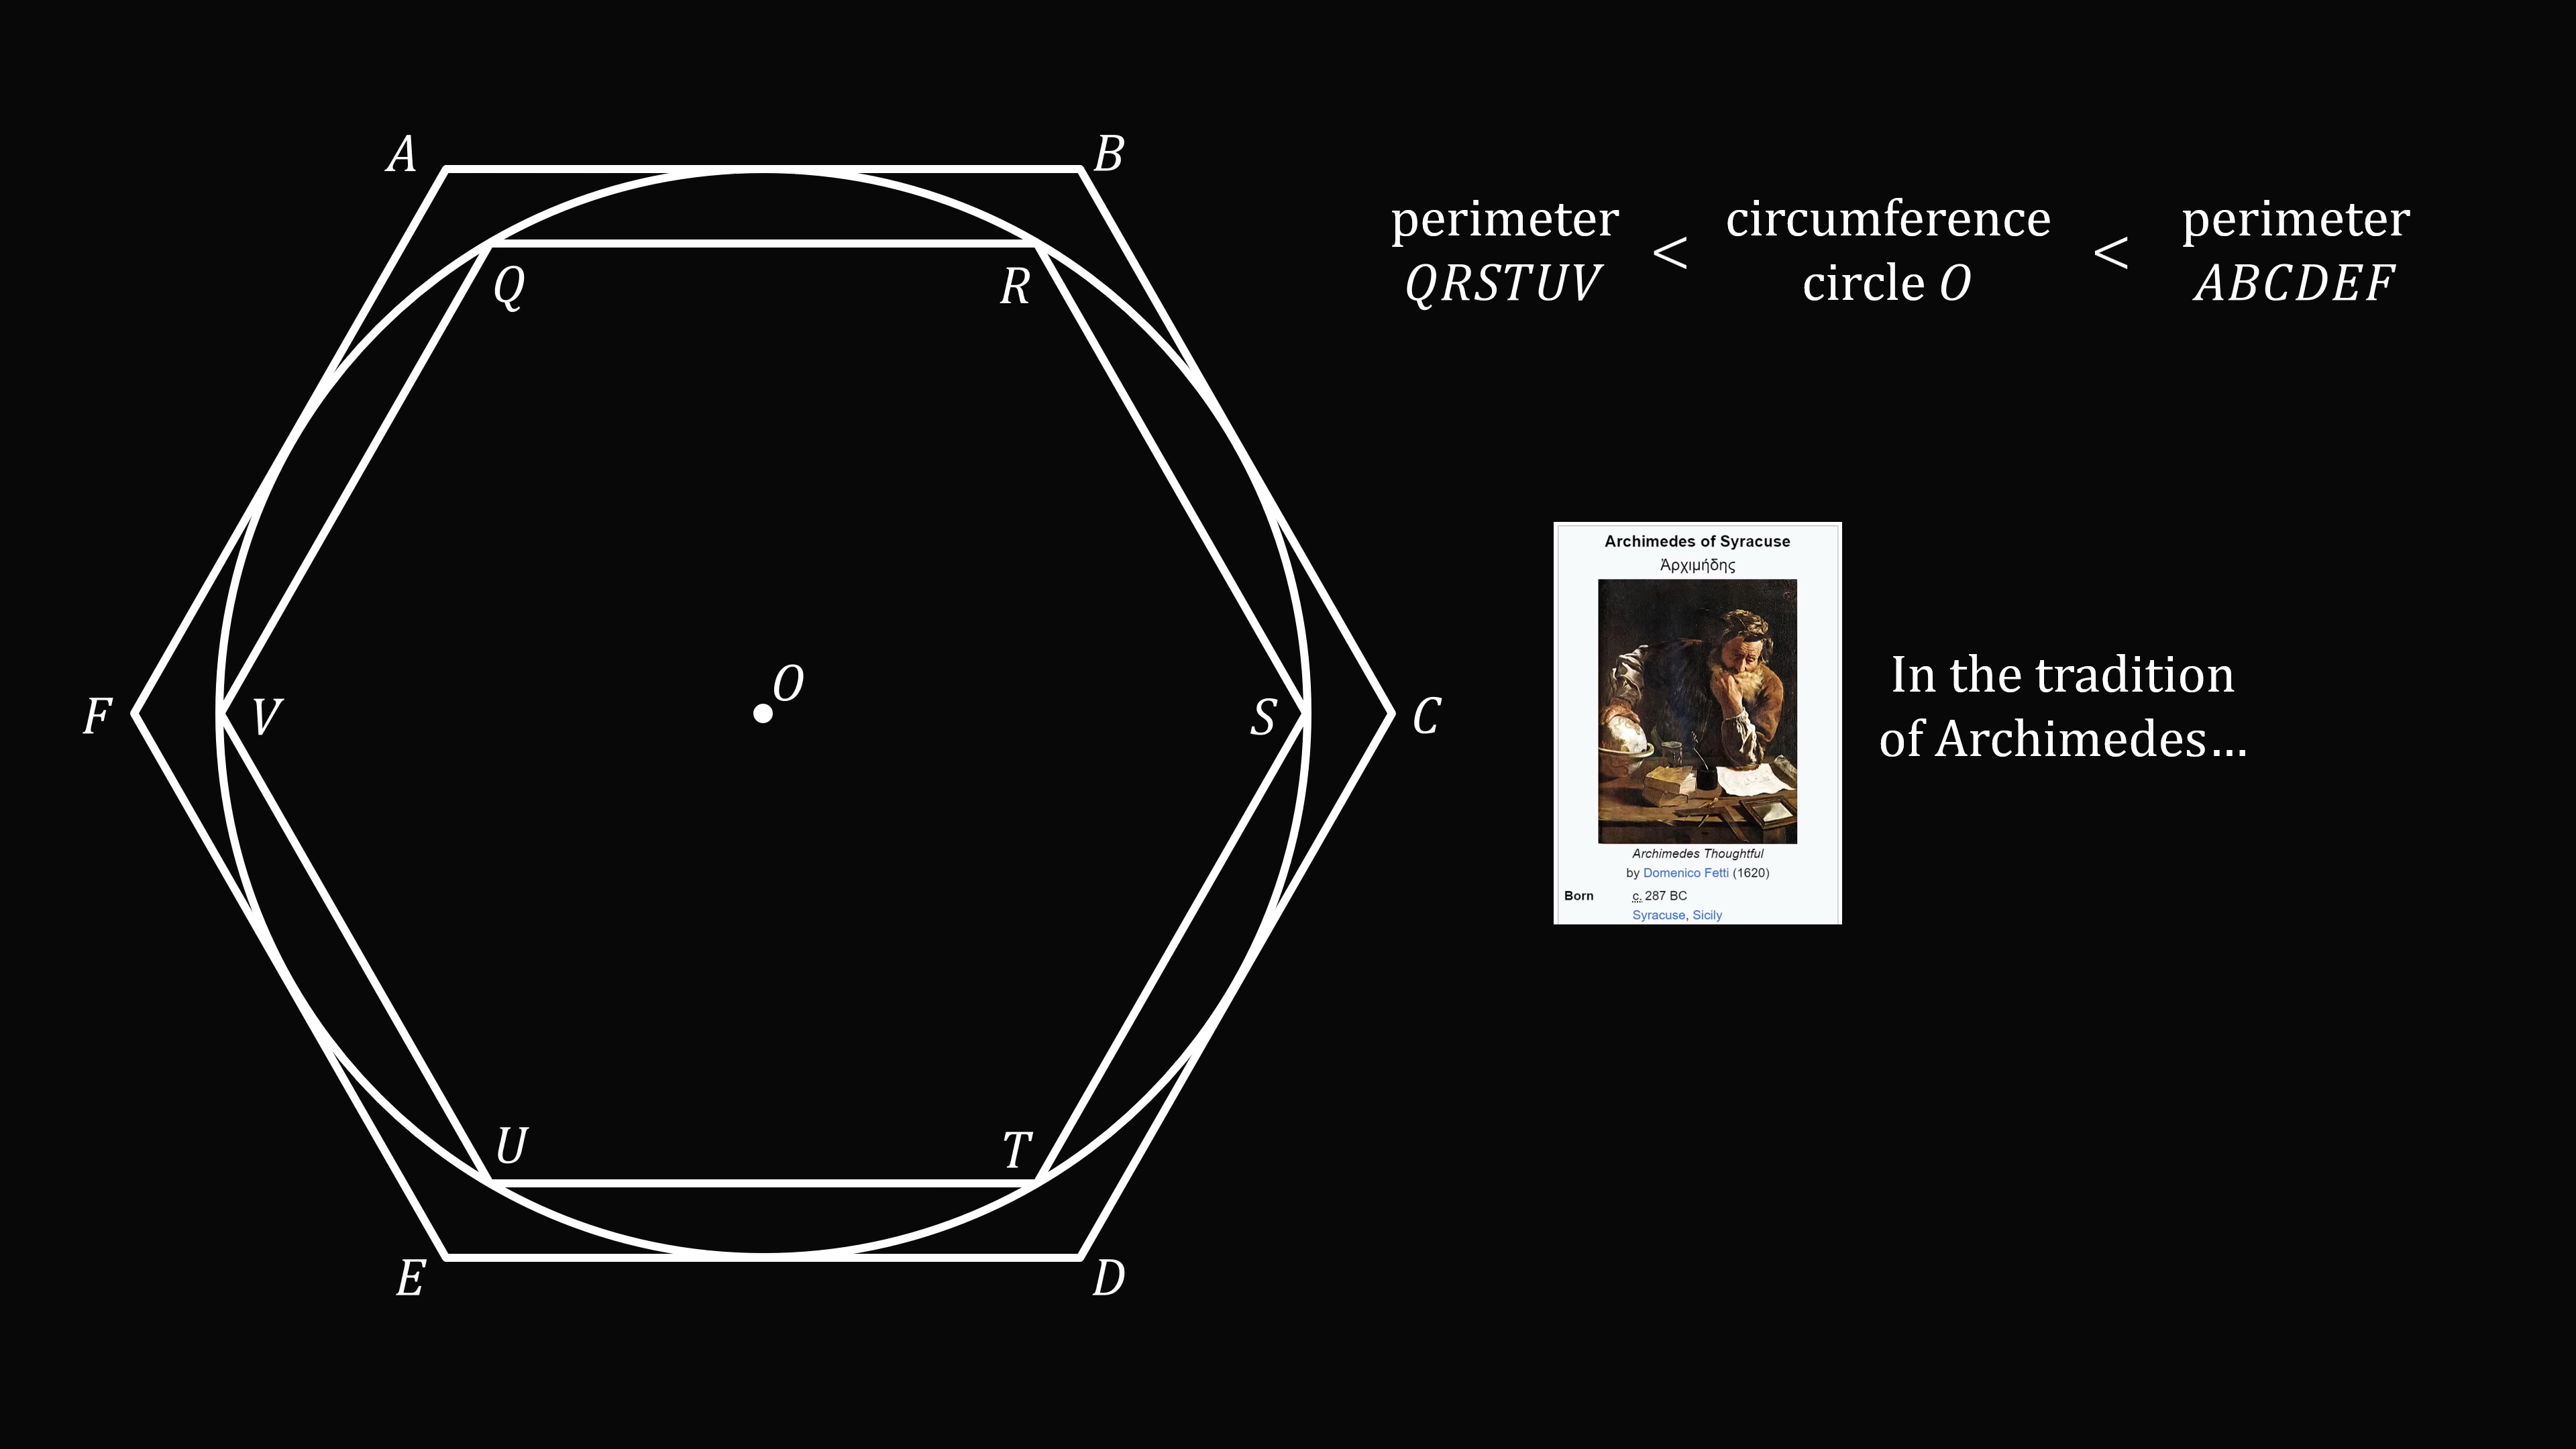 A
B
Q
R
F
V
O
S
C
U
T
E
D
perimeter
QRSTUV
<
circumference
circle O
<
perimeter
ABCDEF
Archimedes of Syracuse
Ἀρχιμήδης
Archimedes Thoughtful
by Domenico Fetti (1620)
Born c. 287 BC
Syracuse, Sicily
In the tradition
of Archimedes...